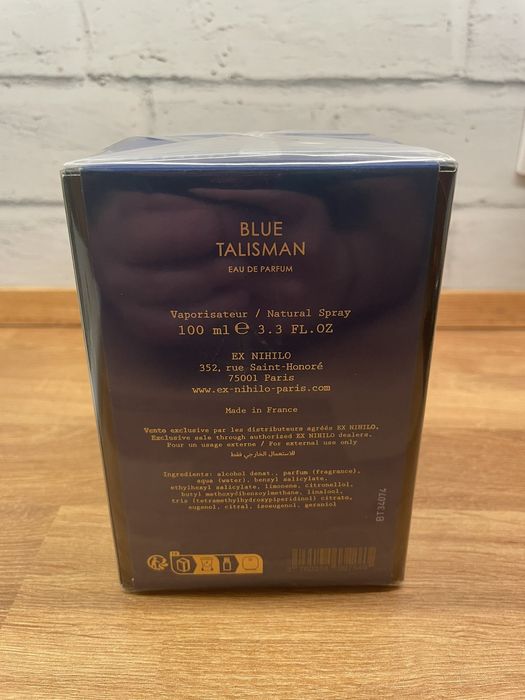 BLUE
TALISMAN
EAU DE PARFUM
Vaporisateur / Natural Spray
100 ml ℮ 3.3 FL.OZ
EX NIHILO
352, rue Saint-Honoré
75001 Paris
www.ex-nihilo-paris.com
Made in France
Vente exclusive par les distributeurs agréés EX NIHILO.
Exclusive sale through authorized EX NIHILO dealers.
Pour un usage externe / For external use only
للاستعمال الخارجي فقط
Ingredients: alcohol denat., parfum (fragrance),
aqua (water), benzyl salicylate,
ethylhexyl salicylate, limonene, citronellol,
butyl methoxydibenzoylmethane, linalool,
tris (tetramethylhydroxypiperidinol) citrate,
eugenol, citral, isoeugenol, geraniol
BT34074